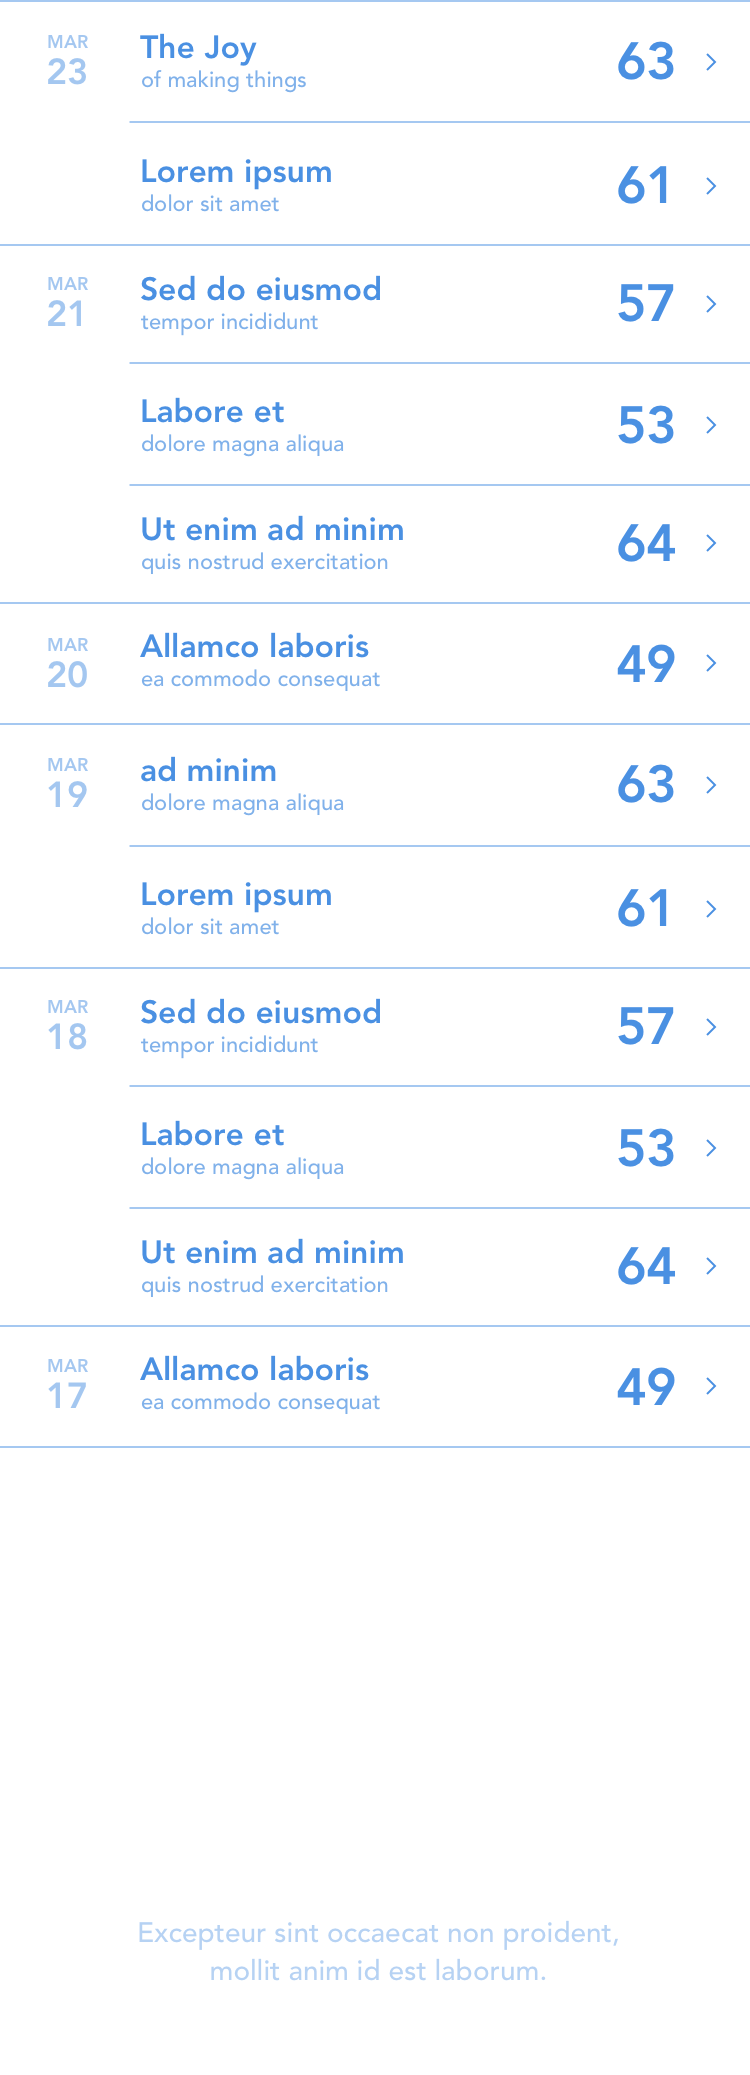 MAR
23
The Joy
of making things
63
Lorem ipsum
dolor sit amet
61
MAR
21
Sed do eiusmod
tempor incididunt
57
Labore et
dolore magna aliqua
53
Ut enim ad minim
quis nostrud exercitation
64
MAR
20
Allamco laboris
ea commodo consequat
49
MAR
19
ad minim
dolore magna aliqua
63
Lorem ipsum
dolor sit amet
61
MAR
18
Sed do eiusmod
tempor incididunt
57
Labore et
dolore magna aliqua
53
Ut enim ad minim
quis nostrud exercitation
64
MAR
17
Allamco laboris
ea commodo consequat
49
Excepteur sint occaecat non proident,
mollit anim id est laborum.